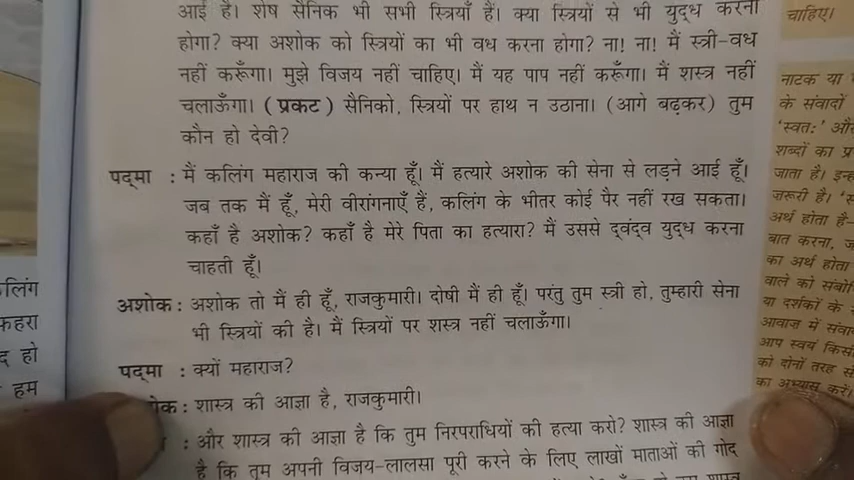 आई है। शेष सैनिक भी सभी स्त्रियाँ हैं। क्या स्त्रियों से भी युद्ध करना
होगा? क्या अशोक को स्त्रियों का भी वध करना होगा? ना! ना! मैं स्त्री-वध
नहीं करूँगा। मुझे विजय नहीं चाहिए। मैं यह पाप नहीं करूँगा। मैं शस्त्र नहीं
चलाऊँगा। (प्रकट) सैनिको, स्त्रियों पर हाथ न उठाना। (आगे बढ़कर) तुम
कौन हो देवी?
पद्मा : मैं कलिंग महाराज की कन्या हूँ। मैं हत्यारे अशोक की सेना से लड़ने आई हूँ।
जब तक मैं हूँ, मेरी वीरांगनाएँ हैं, कलिंग के भीतर कोई पैर नहीं रख सकता।
कहाँ है अशोक? कहाँ है मेरे पिता का हत्यारा? मैं उससे द्वंद्व युद्ध करना
चाहती हूँ।
अशोक : अशोक तो मैं ही हूँ, राजकुमारी। दोषी मैं ही हूँ। परंतु तुम स्त्री हो, तुम्हारी सेना
भी स्त्रियों की है। मैं स्त्रियों पर शस्त्र नहीं चलाऊँगा।
पद्मा : क्यों महाराज?
: शास्त्र की आज्ञा है, राजकुमारी।
: और शास्त्र की आज्ञा है कि तुम निरपराधियों की हत्या करो? शास्त्र की आज्ञा
है कि तुम अपनी विजय-लालसा पूरी करने के लिए लाखों माताओं की गोद
लिंग
कहरा
द हो
हम
चाहिए।
नाटक या
के संवादों
'स्वतः' और
शब्दों का
जाता है।
जरूरी है।
अर्थ होता है-
बात करना,
का अर्थ होता
वाले को
या दर्शकों के
आवाज में
आप स्वयं
को दोनों तरह
का अभ्यास करें।